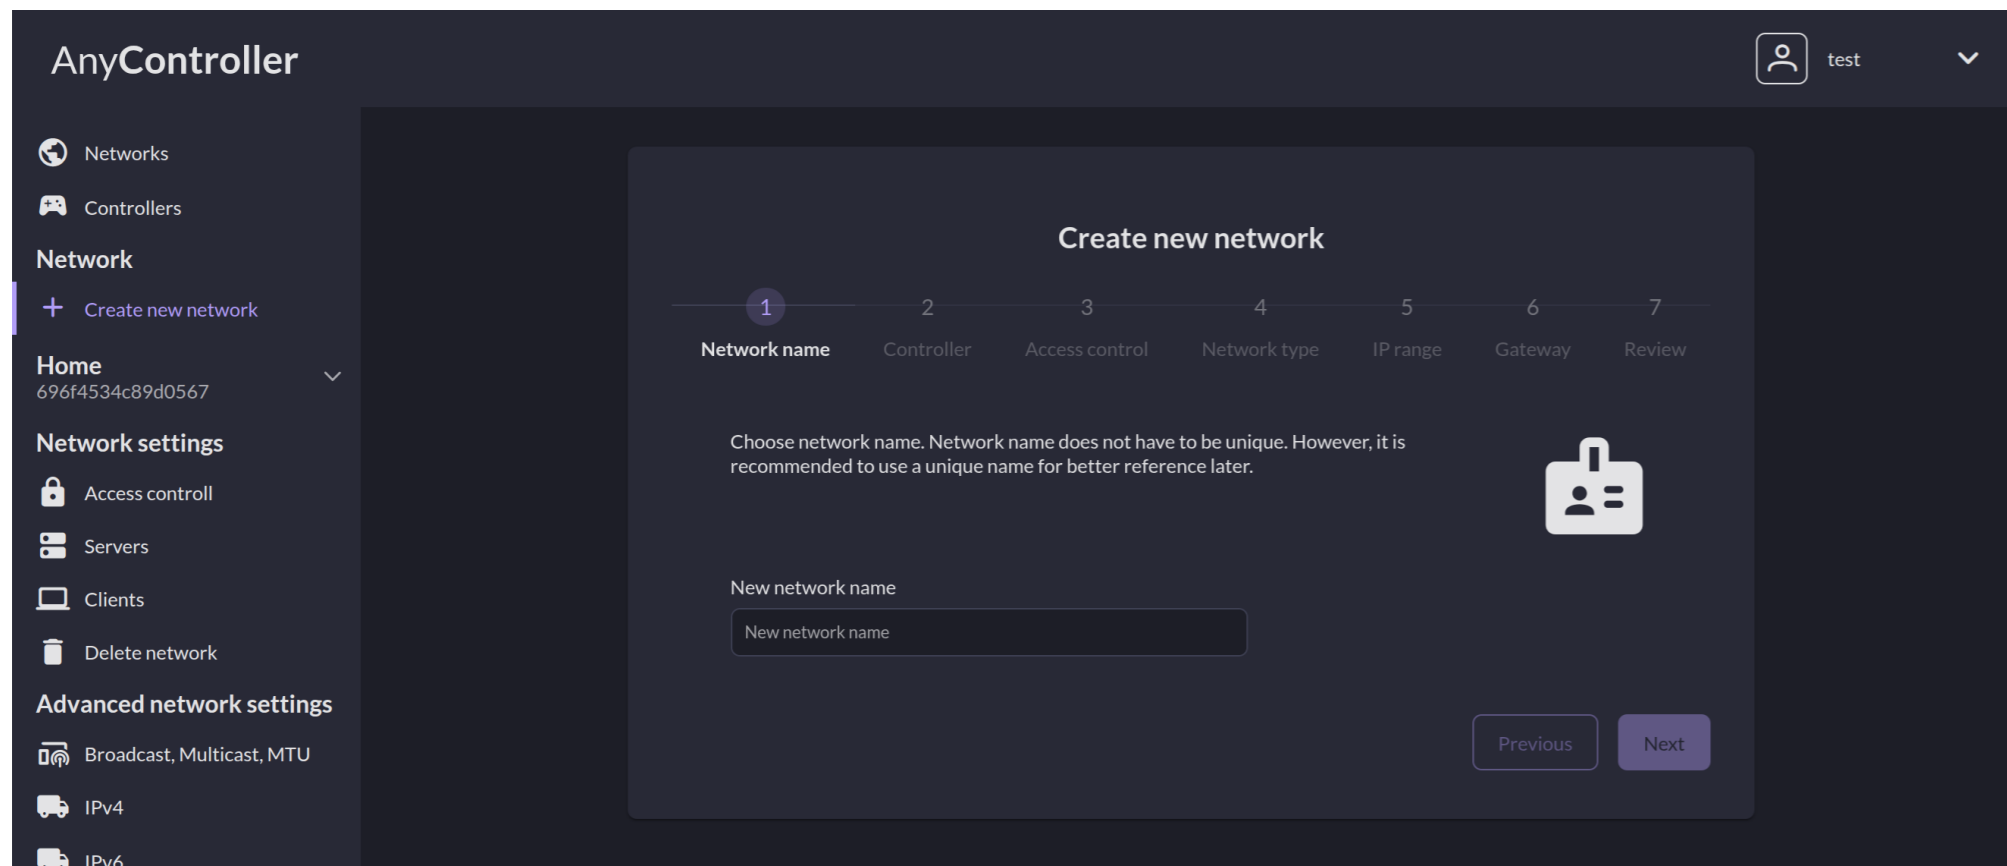 AnyController
test
Networks
Controllers
Network
Create new network
Home
696f4534c89d0567
Network settings
Access controll
Servers
Clients
Delete network
Advanced network settings
Broadcast, Multicast, MTU
IPv4
IPv6
Create new network
1 2 3 4 5 6 7
Network name Controller Access control Network type IP range Gateway Review
Choose network name. Network name does not have to be unique. However, it is
recommended to use a unique name for better reference later.
New network name
New network name
Previous Next